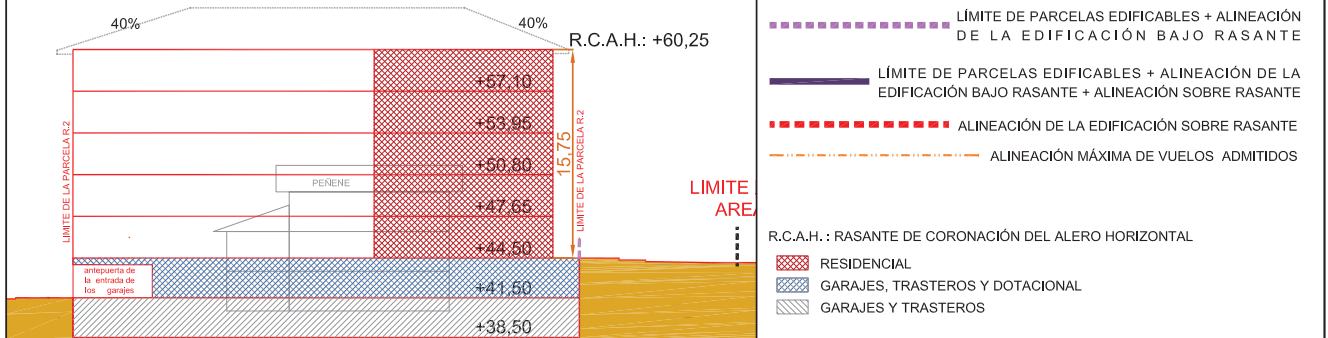 40%
40%
R.C.A.H.: +60,25
+57,10
+53,95
+50,80
+47,65
+44,50
+41,50
+38,50
15,75
LIMITE DE LA PARCELA R.2
LIMITE DE LA PARCELA R.2
PEÑENE
antepuerta de
la entrada de
los garajes
LIMITE
AREA
LÍMITE DE PARCELAS EDIFICABLES + ALINEACIÓN
DE LA EDIFICACIÓN BAJO RASANTE
LÍMITE DE PARCELAS EDIFICABLES + ALINEACIÓN DE LA
EDIFICACIÓN BAJO RASANTE + ALINEACIÓN SOBRE RASANTE
ALINEACIÓN DE LA EDIFICACIÓN SOBRE RASANTE
ALINEACIÓN MÁXIMA DE VUELOS ADMITIDOS
R.C.A.H. : RASANTE DE CORONACIÓN DEL ALERO HORIZONTAL
RESIDENCIAL
GARAJES, TRASTEROS Y DOTACIONAL
GARAJES Y TRASTEROS